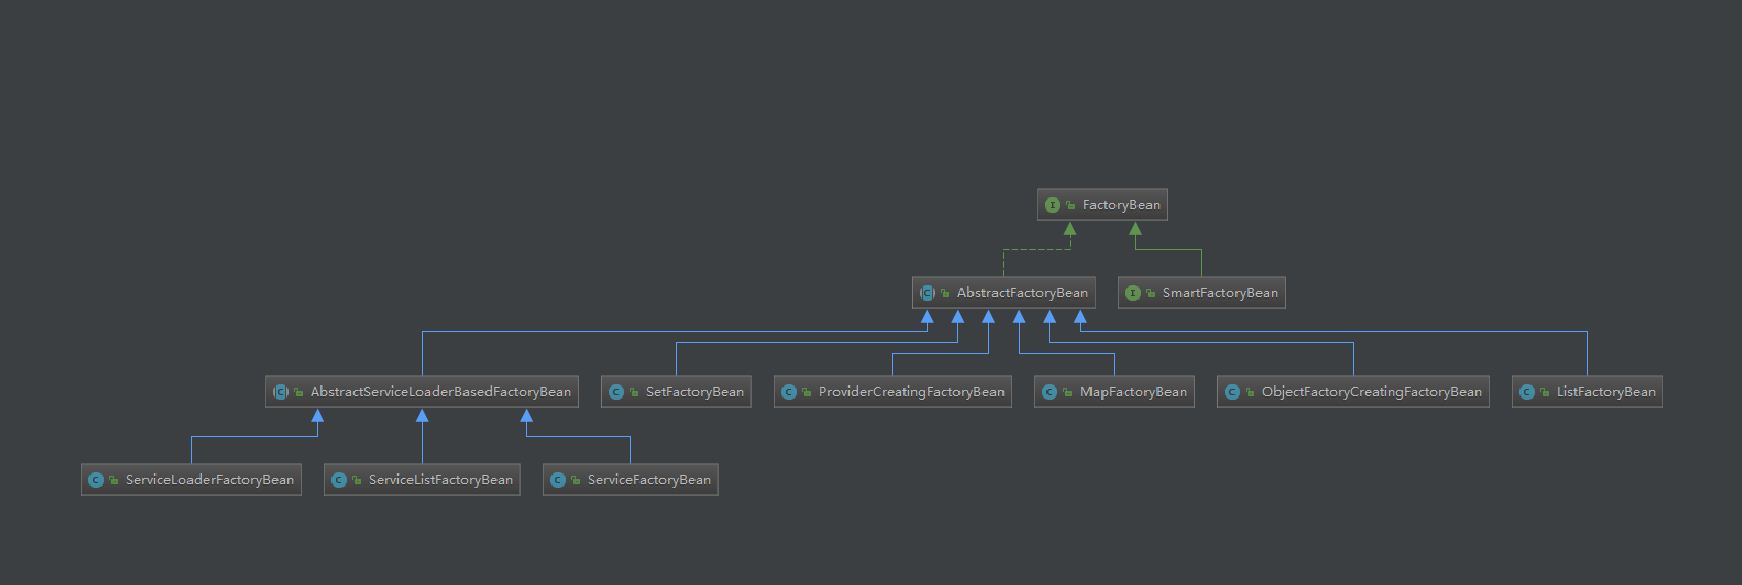 FactoryBean
AbstractFactoryBean
SmartFactoryBean
AbstractServiceLoaderBasedFactoryBean
SetFactoryBean
ProviderCreatingFactoryBean
MapFactoryBean
ObjectFactoryCreatingFactoryBean
ListFactoryBean
ServiceLoaderFactoryBean
ServiceListFactoryBean
ServiceFactoryBean